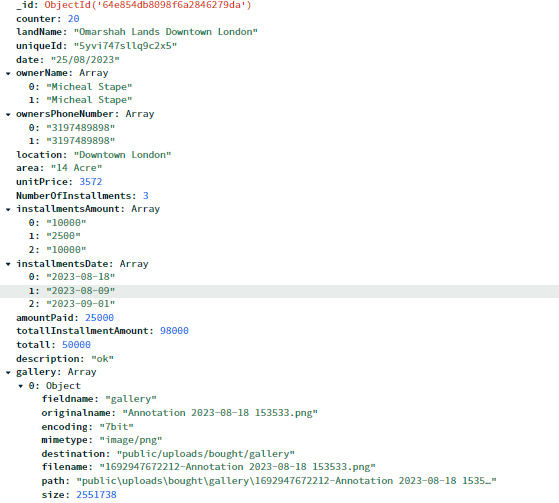 _id: ObjectId('64e854db8098f6a2846279da')
counter: 20
landName: "Omarshah Lands Downtown London"
uniqueId: "5yvi747sllq9c2x5"
date: "25/08/2023"
ownerName: Array
0: "Micheal Stape"
1: "Micheal Stape"
ownersPhoneNumber: Array
0: "3197489898"
1: "3197489898"
location: "Downtown London"
area: "14 Acre"
unitPrice: 3572
NumberOfInstallments: 3
installmentsAmount: Array
0: "10000"
1: "2500"
2: "10000"
installmentsDate: Array
0: "2023-08-18"
1: "2023-08-09"
2: "2023-09-01"
amountPaid: 25000
totallInstallmentAmount: 98000
totall: 50000
description: "ok"
gallery: Array
0: Object
fieldname: "gallery"
originalname: "Annotation 2023-08-18 153533.png"
encoding: "7bit"
mimetype: "image/png"
destination: "public/uploads/bought/gallery"
filename: "1692947672212-Annotation 2023-08-18 153533.png"
path: "public\uploads\bought\gallery\1692947672212-Annotation 2023-08-18 1535…"
size: 2551738